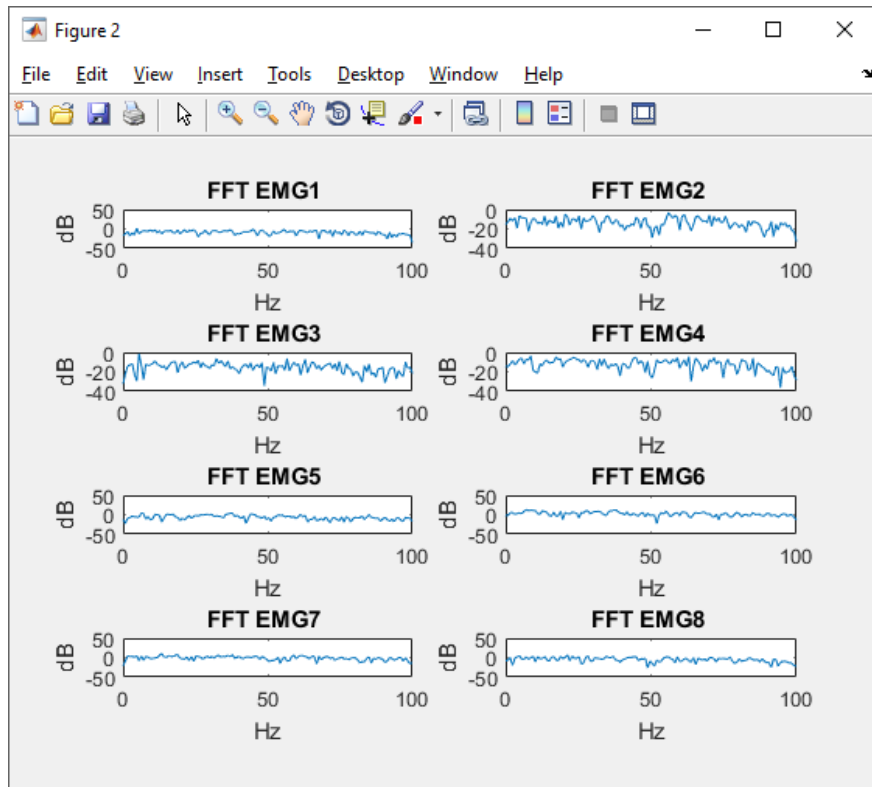 Figure 2
File Edit View Insert Tools Desktop Window Help
FFT EMG1
50
0
-50
dB
0 50 100
Hz
FFT EMG2
0
-20
-40
dB
0 50 100
Hz
FFT EMG3
0
-20
-40
dB
0 50 100
Hz
FFT EMG4
0
-20
-40
dB
0 50 100
Hz
FFT EMG5
50
0
-50
dB
0 50 100
Hz
FFT EMG6
50
0
-50
dB
0 50 100
Hz
FFT EMG7
50
0
-50
dB
0 50 100
Hz
FFT EMG8
50
0
-50
dB
0 50 100
Hz